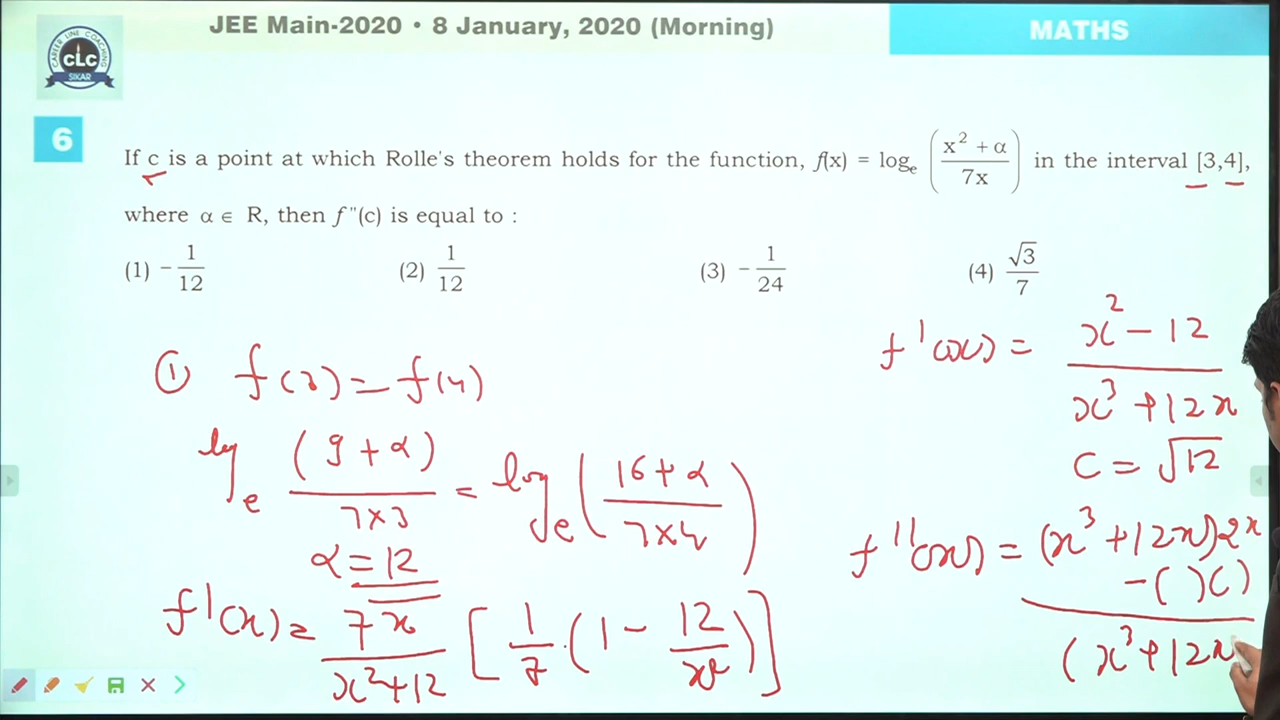 JEE Main-2020 • 8 January, 2020 (Morning)
MATHS
CAREER LINE COACHING
CLC
SIKAR
6
If c is a point at which Rolle's theorem holds for the function, f(x) = logₑ ((x² + α)/(7x)) in the interval [3,4],
where α ∈ R, then f"(c) is equal to :
(1) −1/12 (2) 1/12 (3) −1/24 (4) √3/7
① f(3) = f(4)
logₑ (9 + α)/(7×3) = logₑ ((16 + α)/(7×4))
α = 12
f'(x) = 7x/(x²+12) [1/7 · (1 − 12/x²)]
f'(x) = (x² − 12)/(x³ + 12x)
c = √12
f''(x) = (x³ + 12x)2x
−( )( )
(x³ + 12x